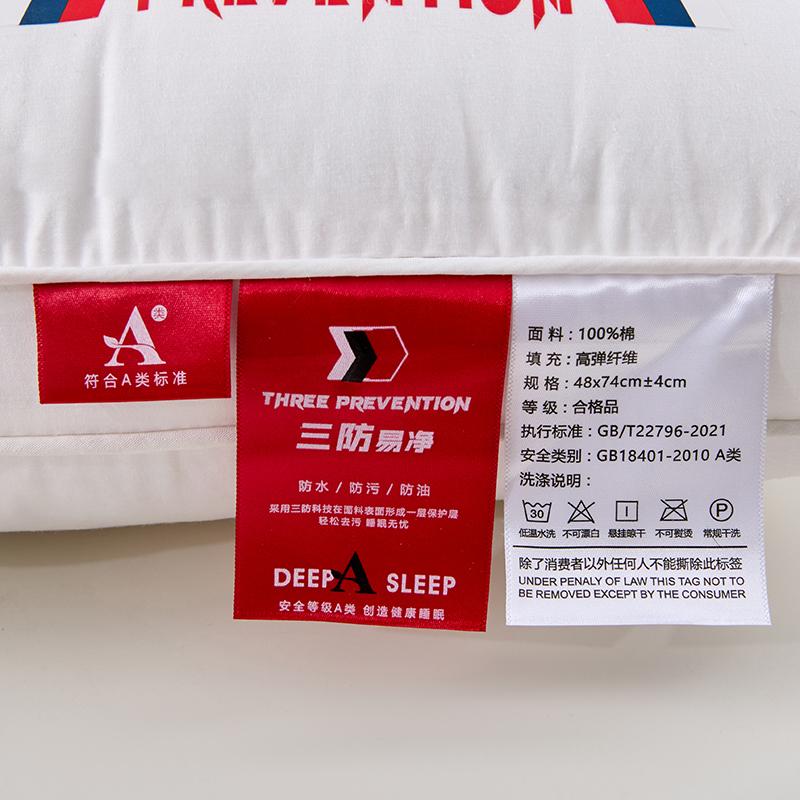 PREVENTION
A类
符合A类标准
THREE PREVENTION
三防易净
防水/防污/防油
采用三防科技在面料表面形成一层保护层
轻松去污 睡眠无忧
DEEP A SLEEP
安全等级A类 创造健康睡眠
面料：100%棉
填充：高弹纤维
规格：48x74cm±4cm
等级：合格品
执行标准：GB/T22796-2021
安全类别：GB18401-2010 A类
洗涤说明：
30 P
低温水洗 不可漂白 悬挂晾干 不可熨烫 常规干洗
除了消费者以外任何人不能撕除此标签
UNDER PENALY OF LAW THIS TAG NOT TO
BE REMOVED EXCEPT BY THE CONSUMER